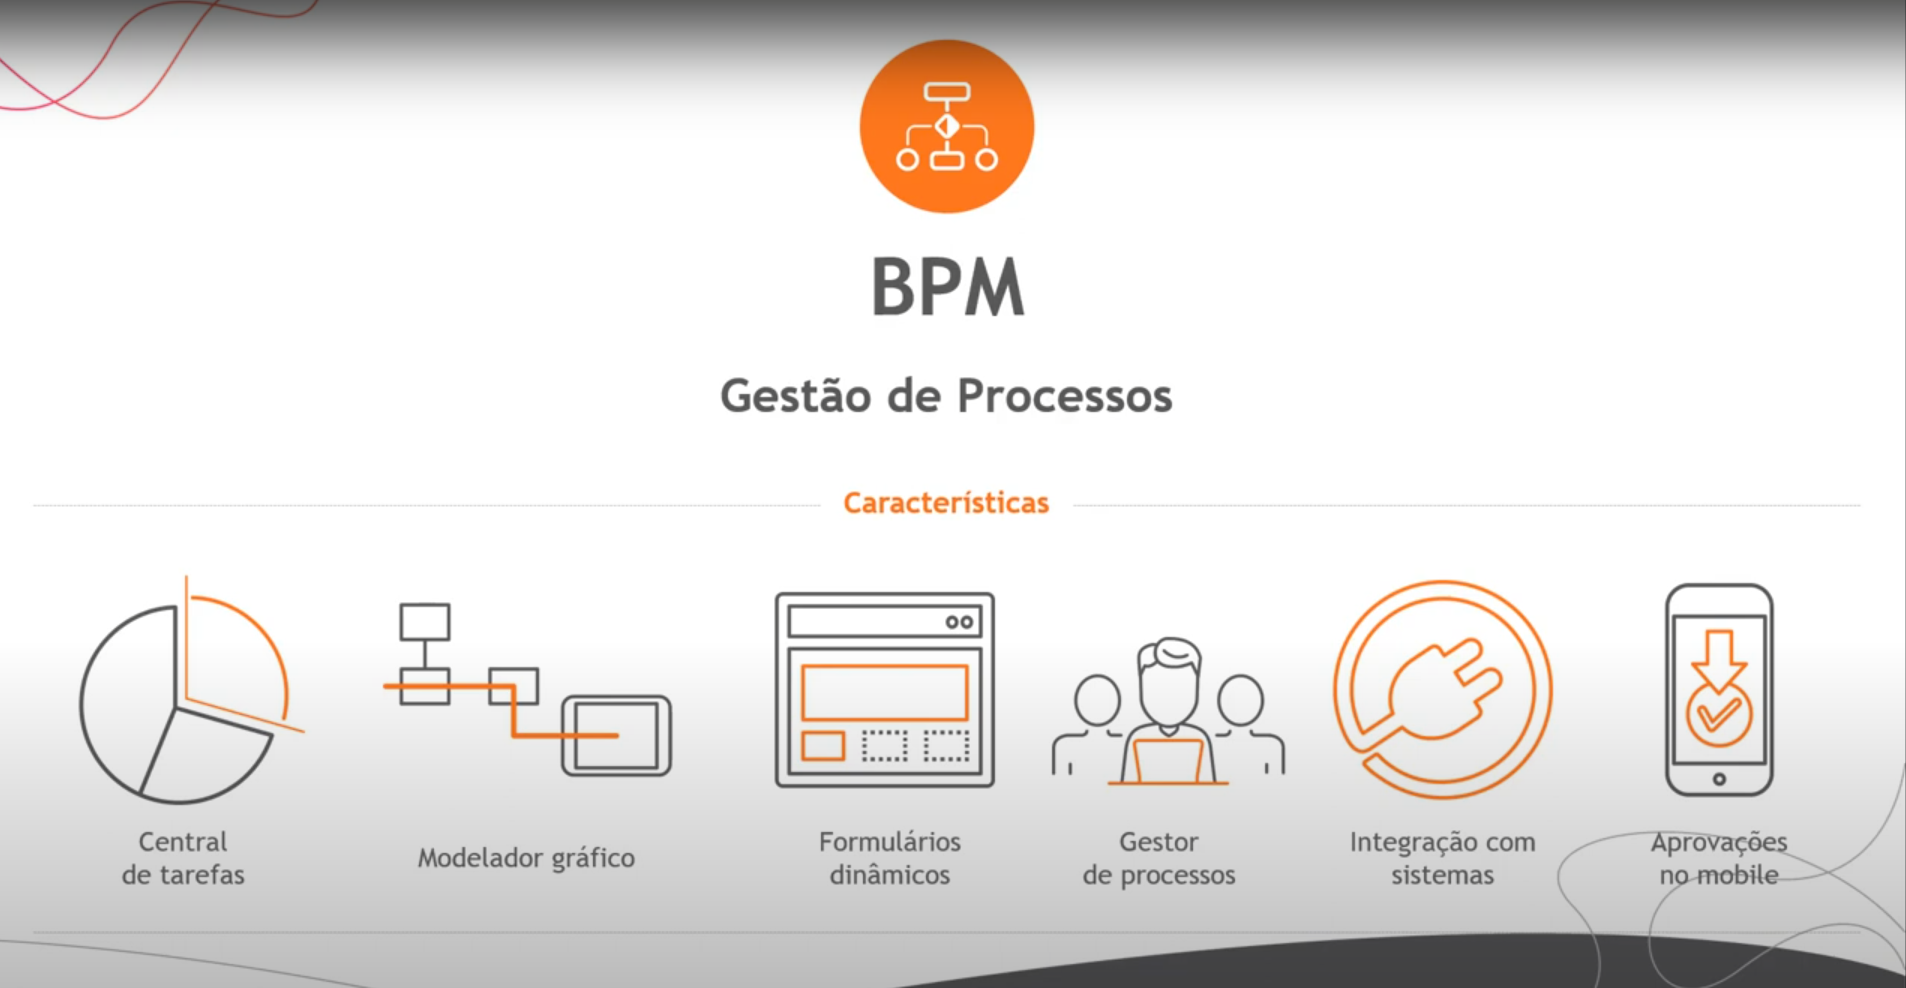 BPM
Gestão de Processos
Características
Central
de tarefas
Modelador gráfico
Formulários
dinâmicos
Gestor
de processos
Integração com
sistemas
Aprovações
no mobile